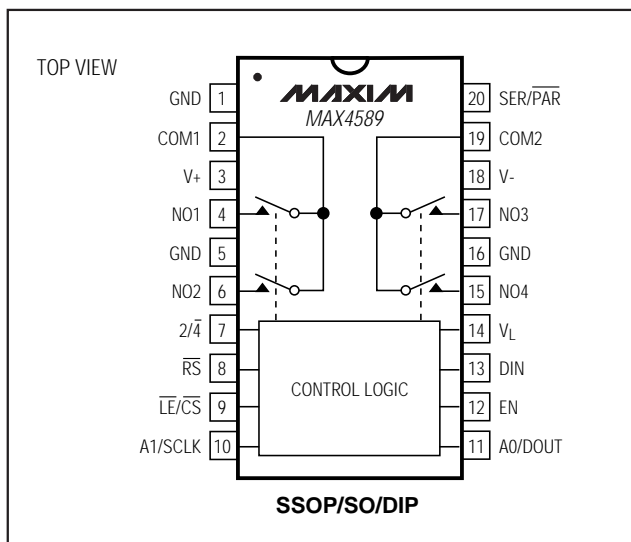 TOP VIEW
MAXIM
MAX4589
GND 1
COM1 2
V+ 3
NO1 4
GND 5
NO2 6
2/4̅ 7
R̅S̅ 8
L̅E̅/C̅S̅ 9
A1/SCLK 10
20 SER/P̅A̅R̅
19 COM2
18 V-
17 NO3
16 GND
15 NO4
14 VL
13 DIN
12 EN
11 A0/DOUT
CONTROL LOGIC
SSOP/SO/DIP